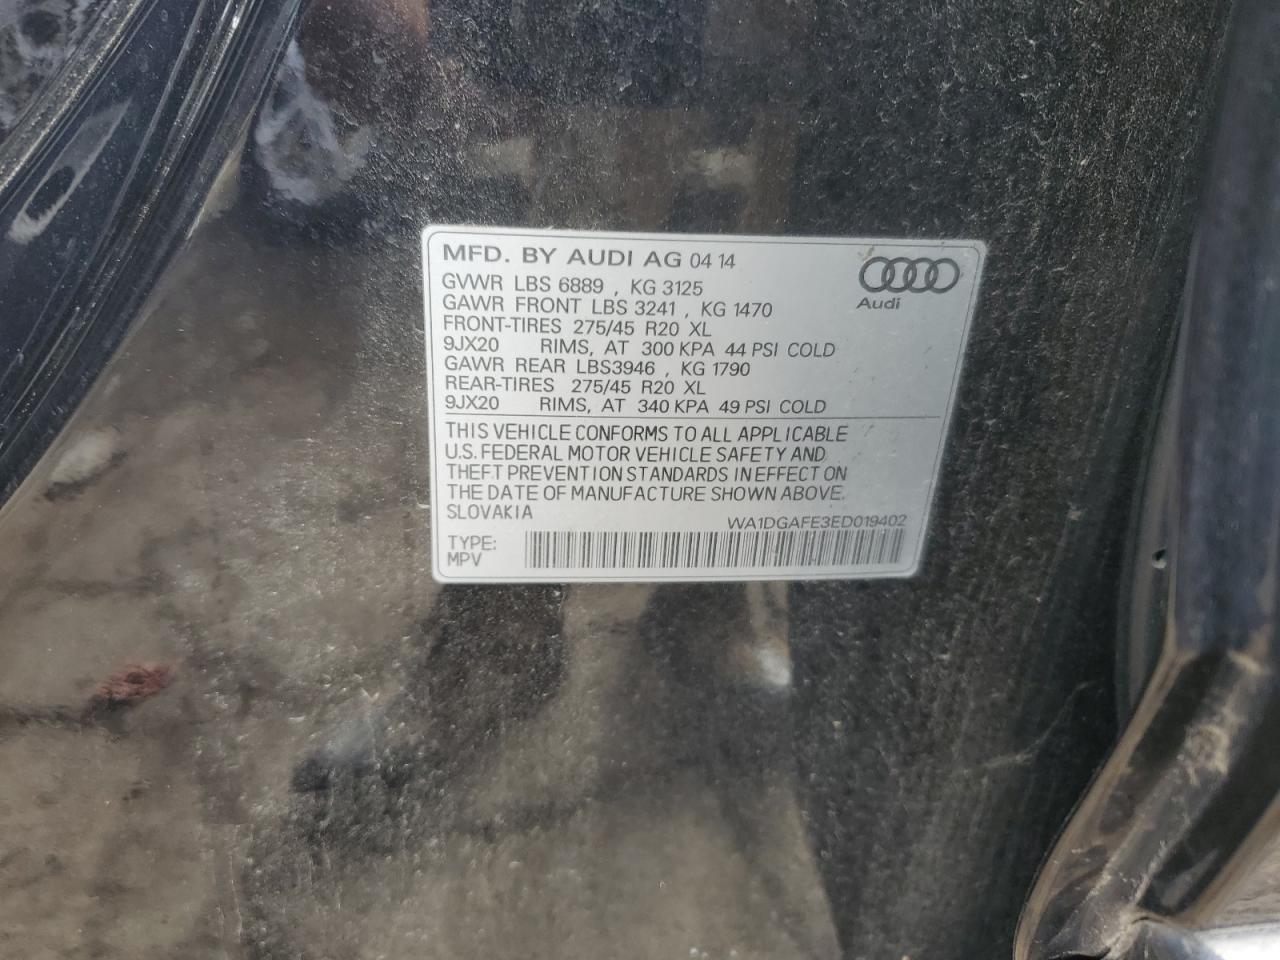 MFD. BY AUDI AG 04 14
GVWR LBS 6889 , KG 3125
GAWR FRONT LBS 3241 , KG 1470
FRONT-TIRES 275/45 R20 XL
9JX20 RIMS, AT 300 KPA 44 PSI COLD
GAWR REAR LBS3946 , KG 1790
REAR-TIRES 275/45 R20 XL
9JX20 RIMS, AT 340 KPA 49 PSI COLD
Audi
THIS VEHICLE CONFORMS TO ALL APPLICABLE
U.S. FEDERAL MOTOR VEHICLE SAFETY AND
THEFT PREVENTION STANDARDS IN EFFECT ON
THE DATE OF MANUFACTURE SHOWN ABOVE.
SLOVAKIA WA1DGAFE3ED019402
TYPE:
MPV